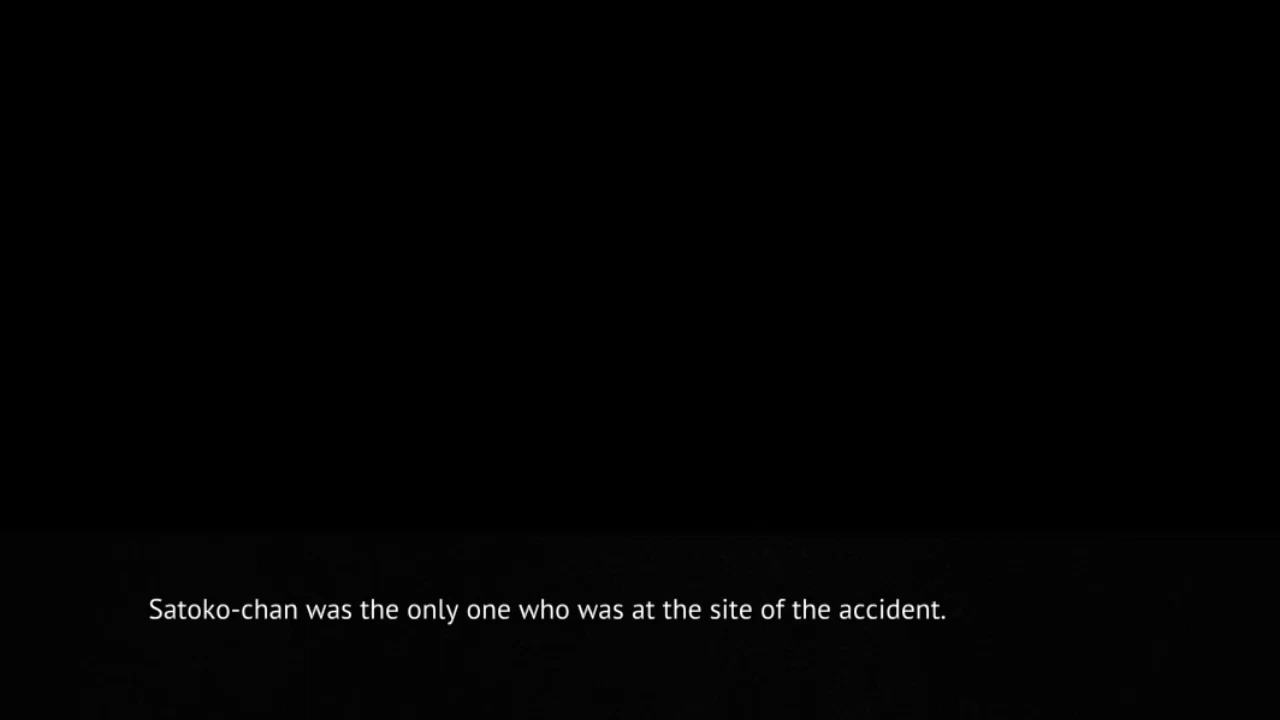 Satoko-chan was the only one who was at the site of the accident.